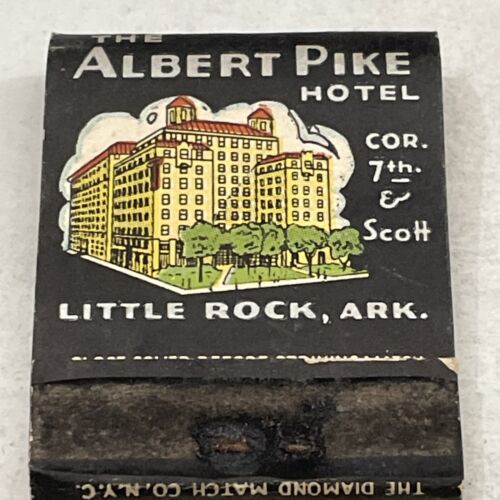 THE
ALBERT PIKE
HOTEL
COR.
7th.
&
Scott
LITTLE ROCK, ARK.
THE DIAMOND MATCH CO., N.Y.C.